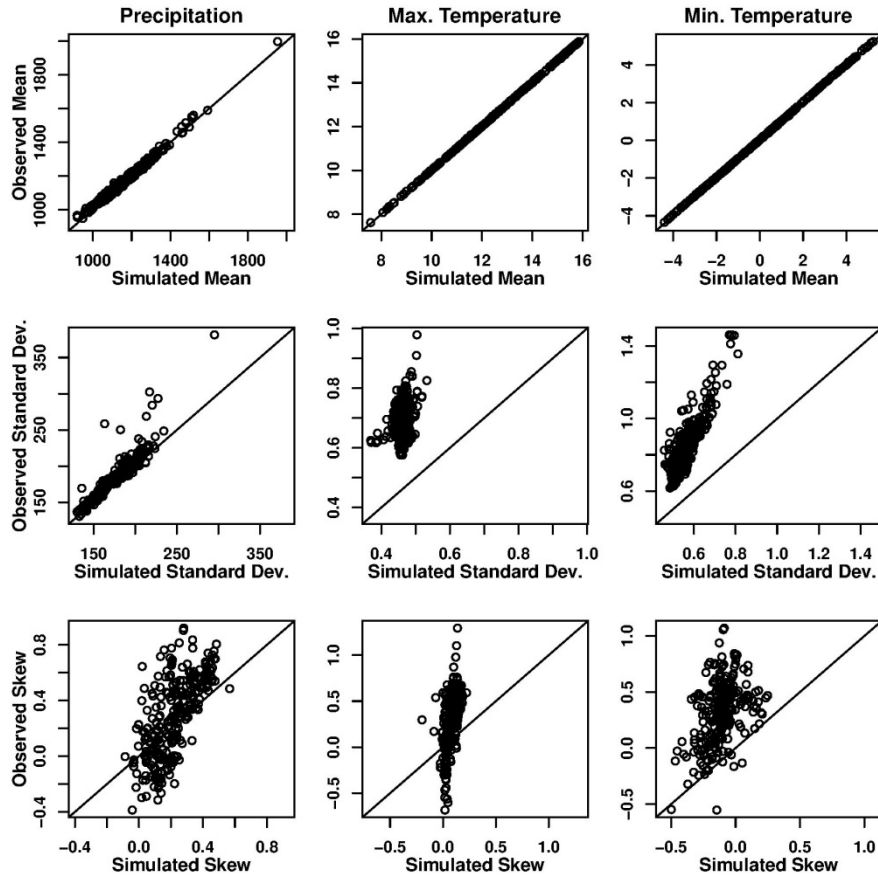 Precipitation Max. Temperature Min. Temperature
Observed Mean
1000 1400 1800
1000 1400 1800
Simulated Mean
8 10 12 14 16
8 10 12 14 16
Simulated Mean
−4 −2 0 2 4
−4 −2 0 2 4
Simulated Mean
Observed Standard Dev.
150 250 350
150 250 350
Simulated Standard Dev.
0.4 0.6 0.8 1.0
0.4 0.6 0.8 1.0
Simulated Standard Dev.
0.6 1.0 1.4
0.6 0.8 1.0 1.2 1.4
Simulated Standard Dev.
Observed Skew
−0.4 0.0 0.4 0.8
−0.4 0.0 0.4 0.8
Simulated Skew
−0.5 0.0 0.5 1.0
−0.5 0.0 0.5 1.0
Simulated Skew
−0.5 0.0 0.5 1.0
−0.5 0.0 0.5 1.0
Simulated Skew